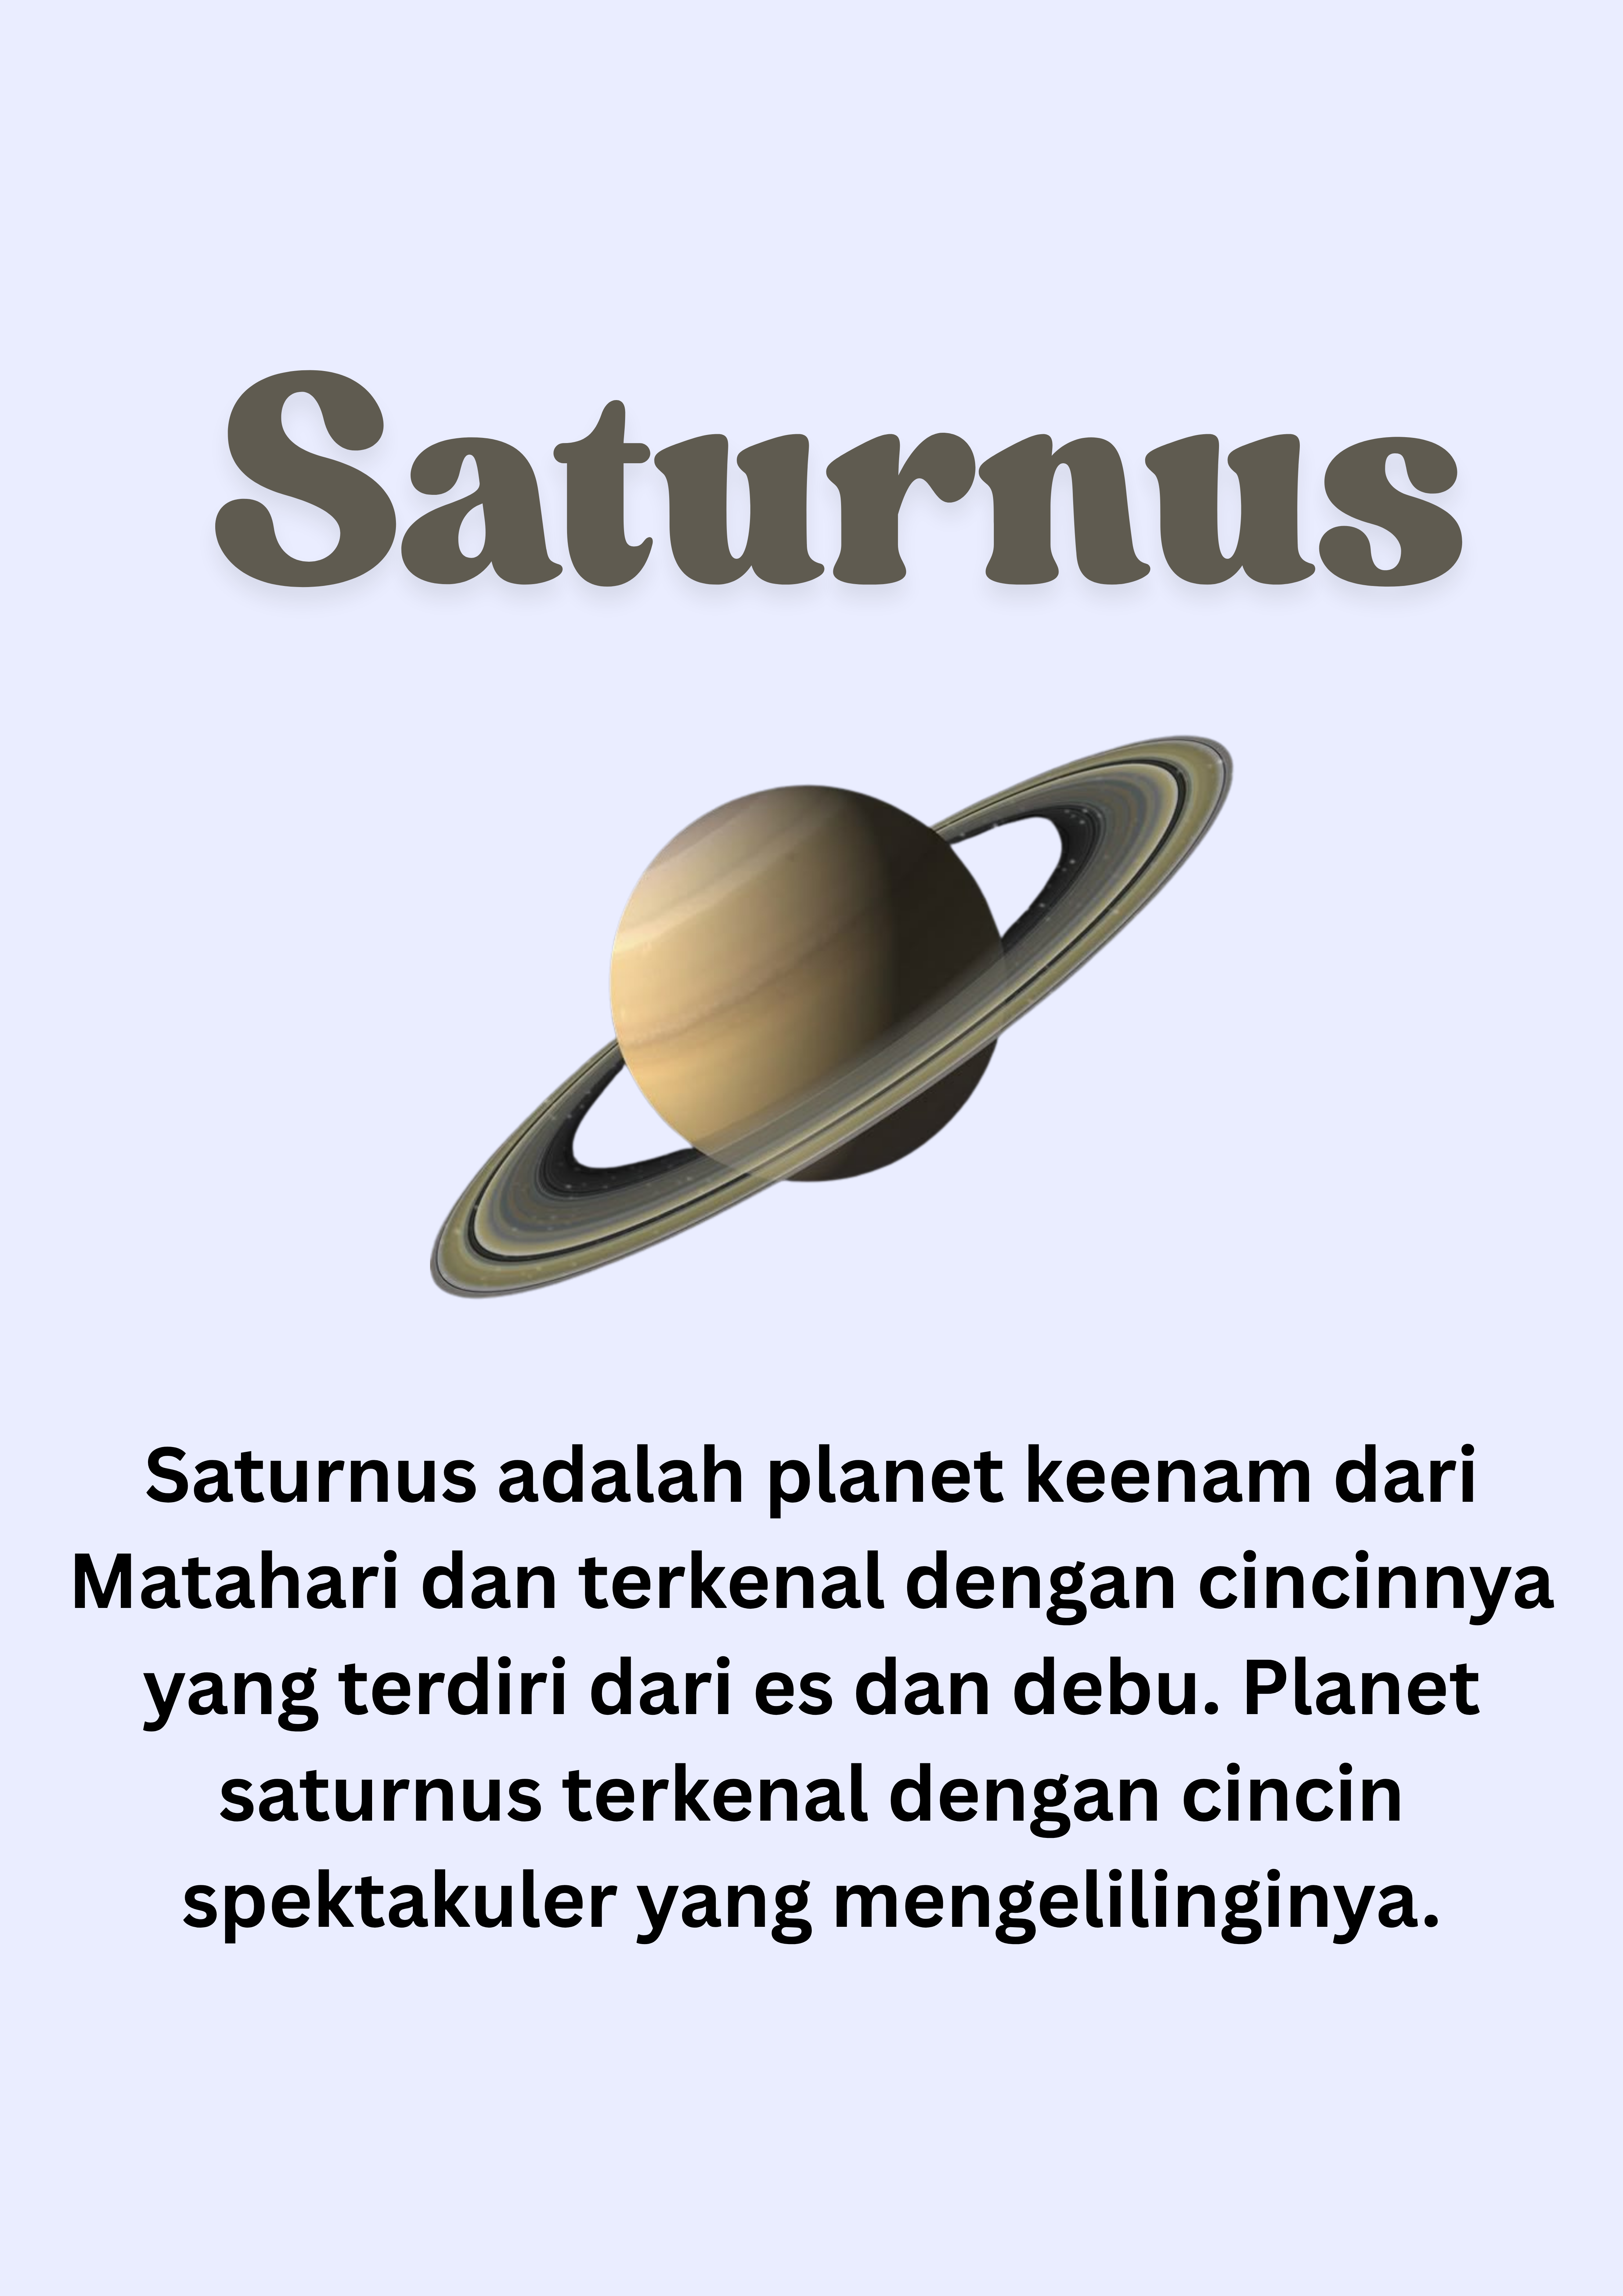 Saturnus
Saturnus adalah planet keenam dari
Matahari dan terkenal dengan cincinnya
yang terdiri dari es dan debu. Planet
saturnus terkenal dengan cincin
spektakuler yang mengelilinginya.